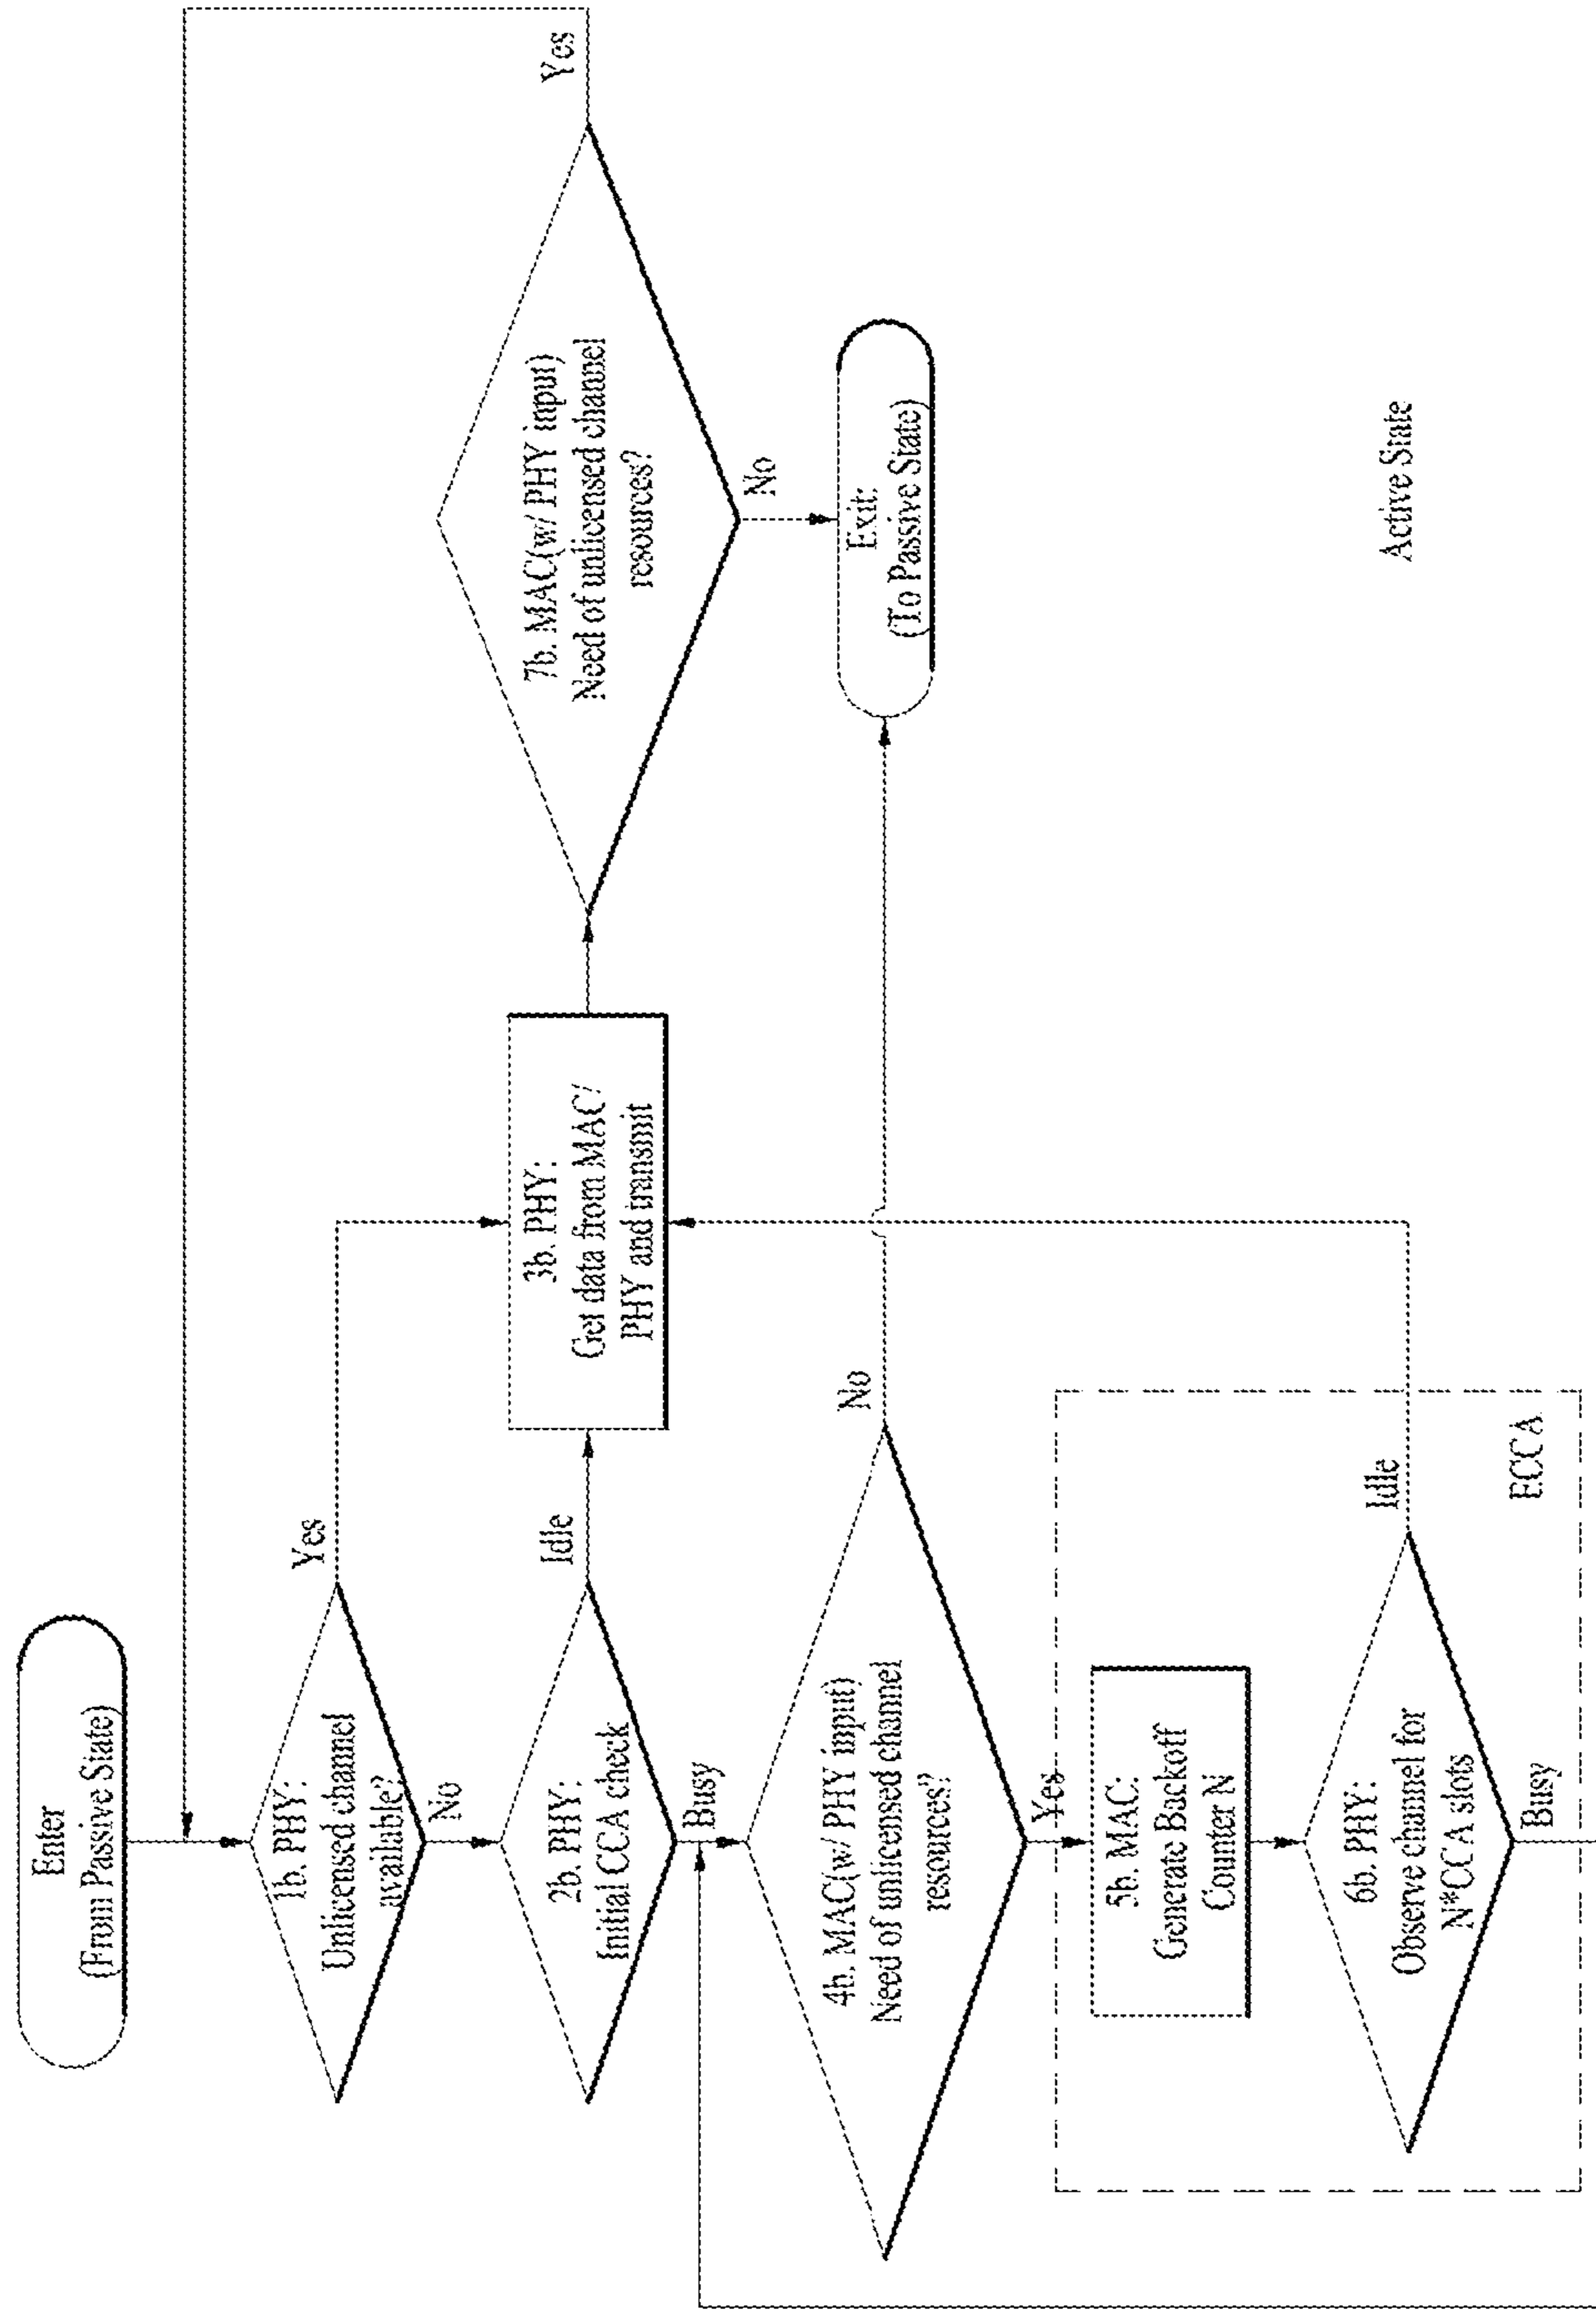 Enter
(From Passive State)
1b. PHY:
Unlicensed channel
available?
Yes
No
2b. PHY:
Initial CCA check
Idle
Busy
3b. PHY:
Get data from MAC/
PHY and transmit
7b. MAC(w/ PHY input)
Need of unlicensed channel
resources?
Yes
No
Exit:
(To Passive State)
4b. MAC(w/ PHY input)
Need of unlicensed channel
resources?
No
Yes
5b. MAC:
Generate Backoff
Counter N
6b. PHY:
Observe channel for
N*CCA slots
Idle
Busy
ECCA
Active State